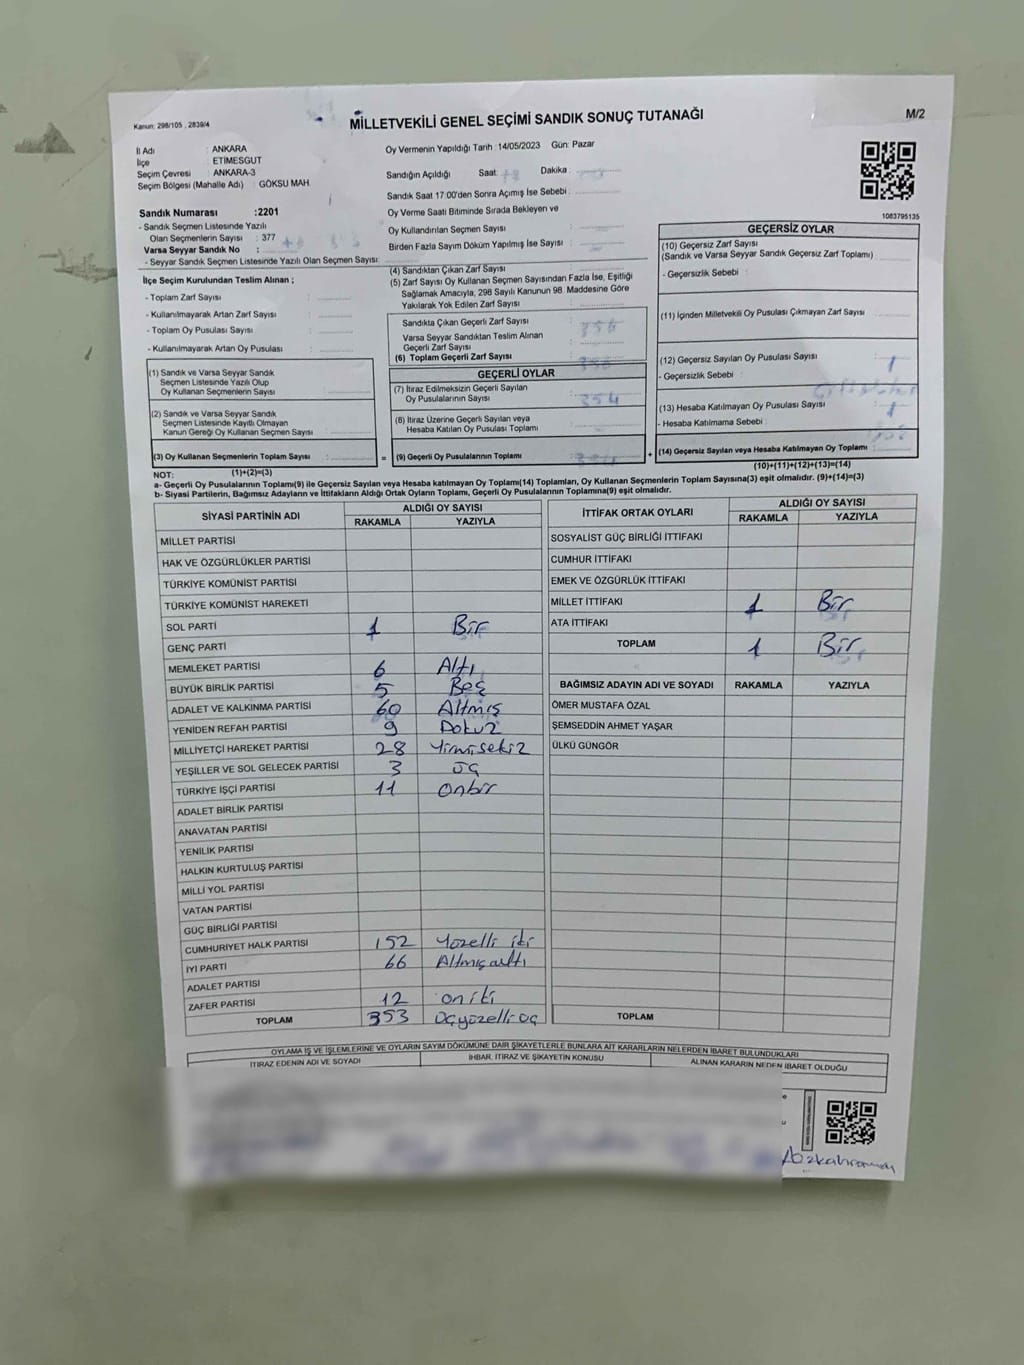 Kanun: 298/105 , 2839/4
MİLLETVEKİLİ GENEL SEÇİMİ SANDIK SONUÇ TUTANAĞI
M/2
İl Adı : ANKARA
İlçe : ETİMESGUT
Seçim Çevresi : ANKARA-3
Seçim Bölgesi (Mahalle Adı) : GÖKSU MAH.
Sandık Numarası :2201
- Sandık Seçmen Listesinde Yazılı
Olan Seçmenlerin Sayısı : 377
Varsa Seyyar Sandık No :
- Seyyar Sandık Seçmen Listesinde Yazılı Olan Seçmen Sayısı:
İlçe Seçim Kurulundan Teslim Alınan ;
- Toplam Zarf Sayısı :
- Kullanılmayarak Artan Zarf Sayısı :
- Toplam Oy Pusulası Sayısı :
- Kullanılmayarak Artan Oy Pusulası :
(1) Sandık ve Varsa Seyyar Sandık
Seçmen Listesinde Yazılı Olup
Oy Kullanan Seçmenlerin Sayısı :
(2) Sandık ve Varsa Seyyar Sandık
Seçmen Listesinde Kayıtlı Olmayan
Kanun Gereği Oy Kullanan Seçmen Sayısı :
(3) Oy Kullanan Seçmenlerin Toplam Sayısı :
Oy Vermenin Yapıldığı Tarih :14/05/2023 Gün: Pazar
Sandığın Açıldığı Saat: Dakika :
Sandık Saat 17:00'den Sonra Açımış İse Sebebi :
Oy Verme Saati Bitiminde Sırada Bekleyen ve
Oy Kullandırılan Seçmen Sayısı :
Birden Fazla Sayım Döküm Yapılmış İse Sayısı :
(4) Sandıktan Çıkan Zarf Sayısı :
(5) Zarf Sayısı Oy Kullanan Seçmen Sayısından Fazla İse, Eşitliği
Sağlamak Amacıyla, 298 Sayılı Kanunun 98. Maddesine Göre
Yakılarak Yok Edilen Zarf Sayısı :
Sandıkta Çıkan Geçerli Zarf Sayısı :
Varsa Seyyar Sandıktan Teslim Alınan
Geçerli Zarf Sayısı :
(6) Toplam Geçerli Zarf Sayısı :
GEÇERLİ OYLAR
(7) İtiraz Edilmeksizin Geçerli Sayılan
Oy Pusulalarının Sayısı : 354
(8) İtiraz Üzerine Geçerli Sayılan veya
Hesaba Katılan Oy Pusulası Toplamı :
= (9) Geçerli Oy Pusulalarının Toplamı :
1083795135
GEÇERSİZ OYLAR
(10) Geçersiz Zarf Sayısı
(Sandık ve Varsa Seyyar Sandık Geçersiz Zarf Toplamı) :
- Geçersizlik Sebebi :
(11) İçinden Milletvekili Oy Pusulası Çıkmayan Zarf Sayısı :
(12) Geçersiz Sayılan Oy Pusulası Sayısı : 1
- Geçersizlik Sebebi :
(13) Hesaba Katılmayan Oy Pusulası Sayısı : 1
- Hesaba Katılmama Sebebi :
+ (14) Geçersiz Sayılan veya Hesaba Katılmayan Oy Toplamı :
NOT: (1)+(2)=(3)
(10)+(11)+(12)+(13)=(14)
a- Geçerli Oy Pusulalarının Toplamı(9) ile Geçersiz Sayılan veya Hesaba katılmayan Oy Toplamı(14) Toplamları, Oy Kullanan Seçmenlerin Toplam Sayısına(3) eşit olmalıdır. (9)+(14)=(3)
b- Siyasi Partilerin, Bağımsız Adayların ve İttifakların Aldığı Ortak Oyların Toplamı, Geçerli Oy Pusulalarının Toplamına(9) eşit olmalıdır.
SİYASİ PARTİNİN ADI
ALDIĞI OY SAYISI
RAKAMLA YAZIYLA
MİLLET PARTİSİ
HAK VE ÖZGÜRLÜKLER PARTİSİ
TÜRKİYE KOMÜNİST PARTİSİ
TÜRKİYE KOMÜNİST HAREKETİ
SOL PARTİ 1 Bir
GENÇ PARTİ
MEMLEKET PARTİSİ 6 Altı
BÜYÜK BİRLİK PARTİSİ 5 Beş
ADALET VE KALKINMA PARTİSİ 60 Altmış
YENİDEN REFAH PARTİSİ 9 Dokuz
MİLLİYETÇİ HAREKET PARTİSİ 28 Yirmisekiz
YEŞİLLER VE SOL GELECEK PARTİSİ 3 üç
TÜRKİYE İŞÇİ PARTİSİ 11 onbir
ADALET BİRLİK PARTİSİ
ANAVATAN PARTİSİ
YENİLİK PARTİSİ
HALKIN KURTULUŞ PARTİSİ
MİLLİ YOL PARTİSİ
VATAN PARTİSİ
GÜÇ BİRLİĞİ PARTİSİ
CUMHURİYET HALK PARTİSİ 152 Yüzelli iki
İYİ PARTİ 66 Altmışaltı
ADALET PARTİSİ
ZAFER PARTİSİ 12 on iki
TOPLAM 353 Üçyüzelli üç
İTTİFAK ORTAK OYLARI
ALDIĞI OY SAYISI
RAKAMLA YAZIYLA
SOSYALİST GÜÇ BİRLİĞİ İTTİFAKI
CUMHUR İTTİFAKI
EMEK VE ÖZGÜRLÜK İTTİFAKI
MİLLET İTTİFAKI 1 Bir
ATA İTTİFAKI
TOPLAM 1 Bir
BAĞIMSIZ ADAYIN ADI VE SOYADI RAKAMLA YAZIYLA
ÖMER MUSTAFA ÖZAL
ŞEMSEDDİN AHMET YAŞAR
ÜLKÜ GÜNGÖR
TOPLAM
OYLAMA İŞ VE İŞLEMLERİNE VE OYLARIN SAYIM DÖKÜMÜNE DAİR ŞİKAYETLERLE BUNLARA AİT KARARLARIN NELERDEN İBARET BULUNDUKLARI
İTİRAZ EDENİN ADI VE SOYADI İHBAR, İTİRAZ VE ŞİKAYETİN KONUSU ALINAN KARARIN NEDEN İBARET OLDUĞU